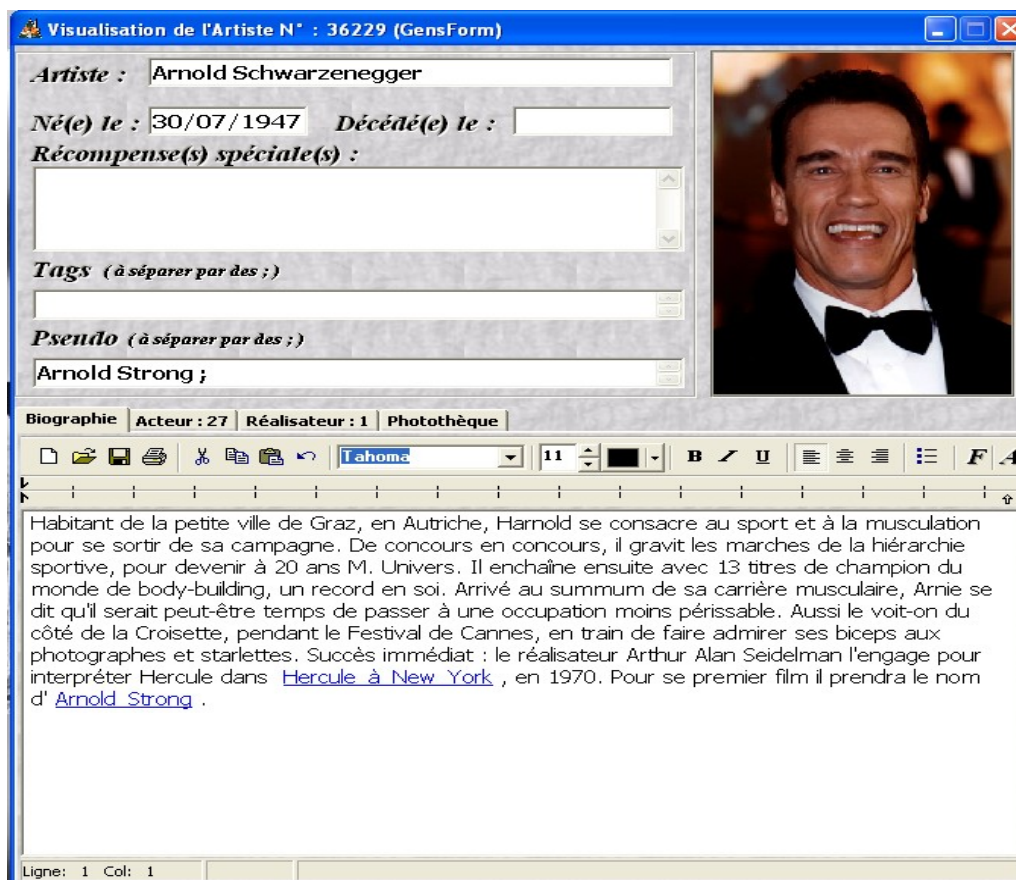 Visualisation de l'Artiste N° : 36229 (GensForm)
Artiste : Arnold Schwarzenegger
Né(e) le : 30/07/1947 Décédé(e) le :
Récompense(s) spéciale(s) :
Tags (à séparer par des ; )
Pseudo (à séparer par des ; )
Arnold Strong ;
Biographie Acteur : 27 Réalisateur : 1 Photothèque
Tahoma 11 B I U F A
Habitant de la petite ville de Graz, en Autriche, Harnold se consacre au sport et à la musculation
pour se sortir de sa campagne. De concours en concours, il gravit les marches de la hiérarchie
sportive, pour devenir à 20 ans M. Univers. Il enchaîne ensuite avec 13 titres de champion du
monde de body-building, un record en soi. Arrivé au summum de sa carrière musculaire, Arnie se
dit qu'il serait peut-être temps de passer à une occupation moins périssable. Aussi le voit-on du
côté de la Croisette, pendant le Festival de Cannes, en train de faire admirer ses biceps aux
photographes et starlettes. Succès immédiat : le réalisateur Arthur Alan Seidelman l'engage pour
interpréter Hercule dans Hercule à New York , en 1970. Pour se premier film il prendra le nom
d' Arnold Strong .
Ligne: 1 Col: 1